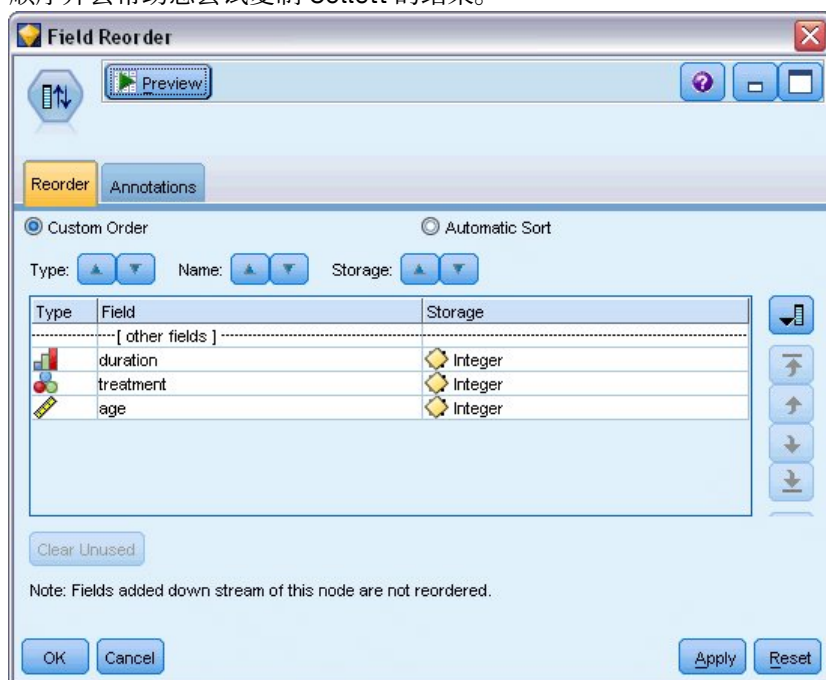 Field Reorder
Preview
Reorder Annotations
Custom Order Automatic Sort
Type: Name: Storage:
Type Field Storage
---[ other fields ]---
duration Integer
treatment Integer
age Integer
Clear Unused
Note: Fields added down stream of this node are not reordered.
OK Cancel Apply Reset